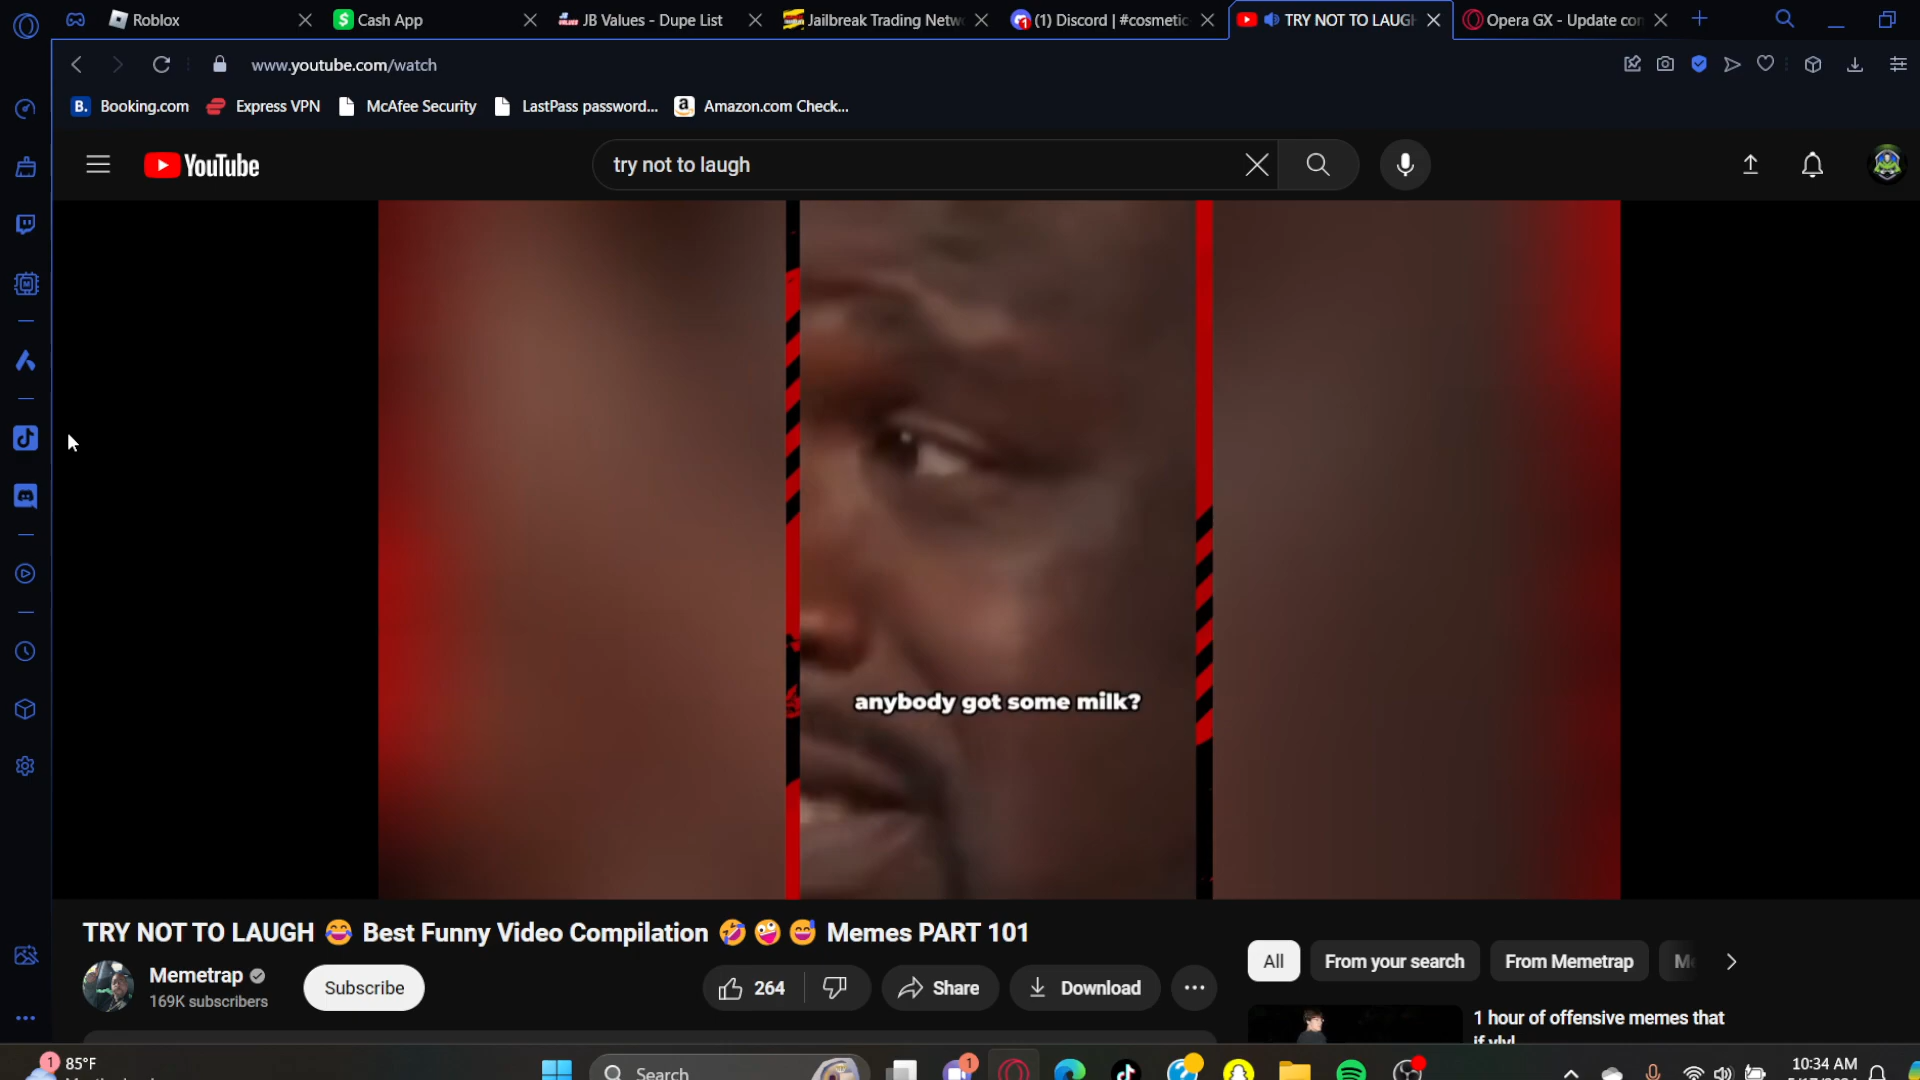 Roblox
Cash App
JB Values - Dupe List
Jailbreak Trading Netw
(1) Discord | #cosmetic
TRY NOT TO LAUGH
Opera GX - Update con
www.youtube.com/watch
B. Booking.com
Express VPN
McAfee Security
LastPass password...
a Amazon.com Check...
YouTube
try not to laugh
anybody got some milk?
TRY NOT TO LAUGH 😂 Best Funny Video Compilation 🤣🤪😅 Memes PART 101
Memetrap
169K subscribers
Subscribe
264
Share
Download
All
From your search
From Memetrap
1 hour of offensive memes that
1
85°F
Search
1
10:34 AM